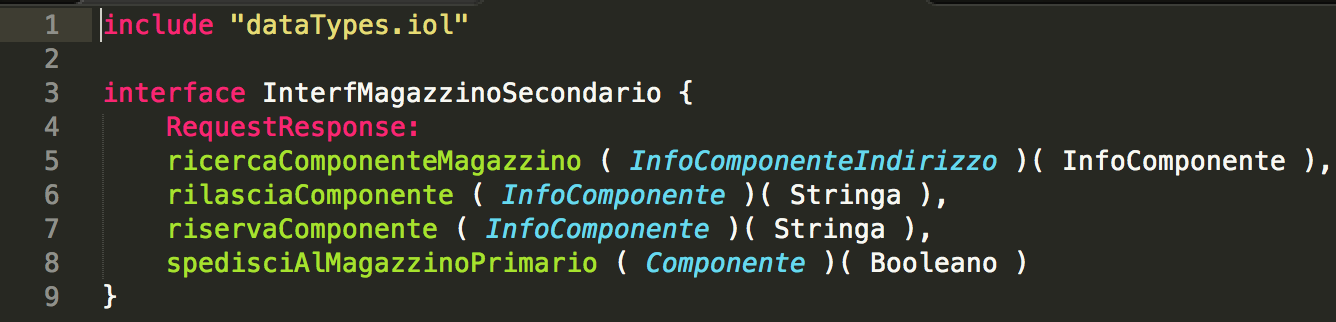 1 include "dataTypes.iol"
2
3 interface InterfMagazzinoSecondario {
4 RequestResponse:
5 ricercaComponenteMagazzino ( InfoComponenteIndirizzo )( InfoComponente ),
6 rilasciaComponente ( InfoComponente )( Stringa ),
7 riservaComponente ( InfoComponente )( Stringa ),
8 spedisciAlMagazzinoPrimario ( Componente )( Booleano )
9 }